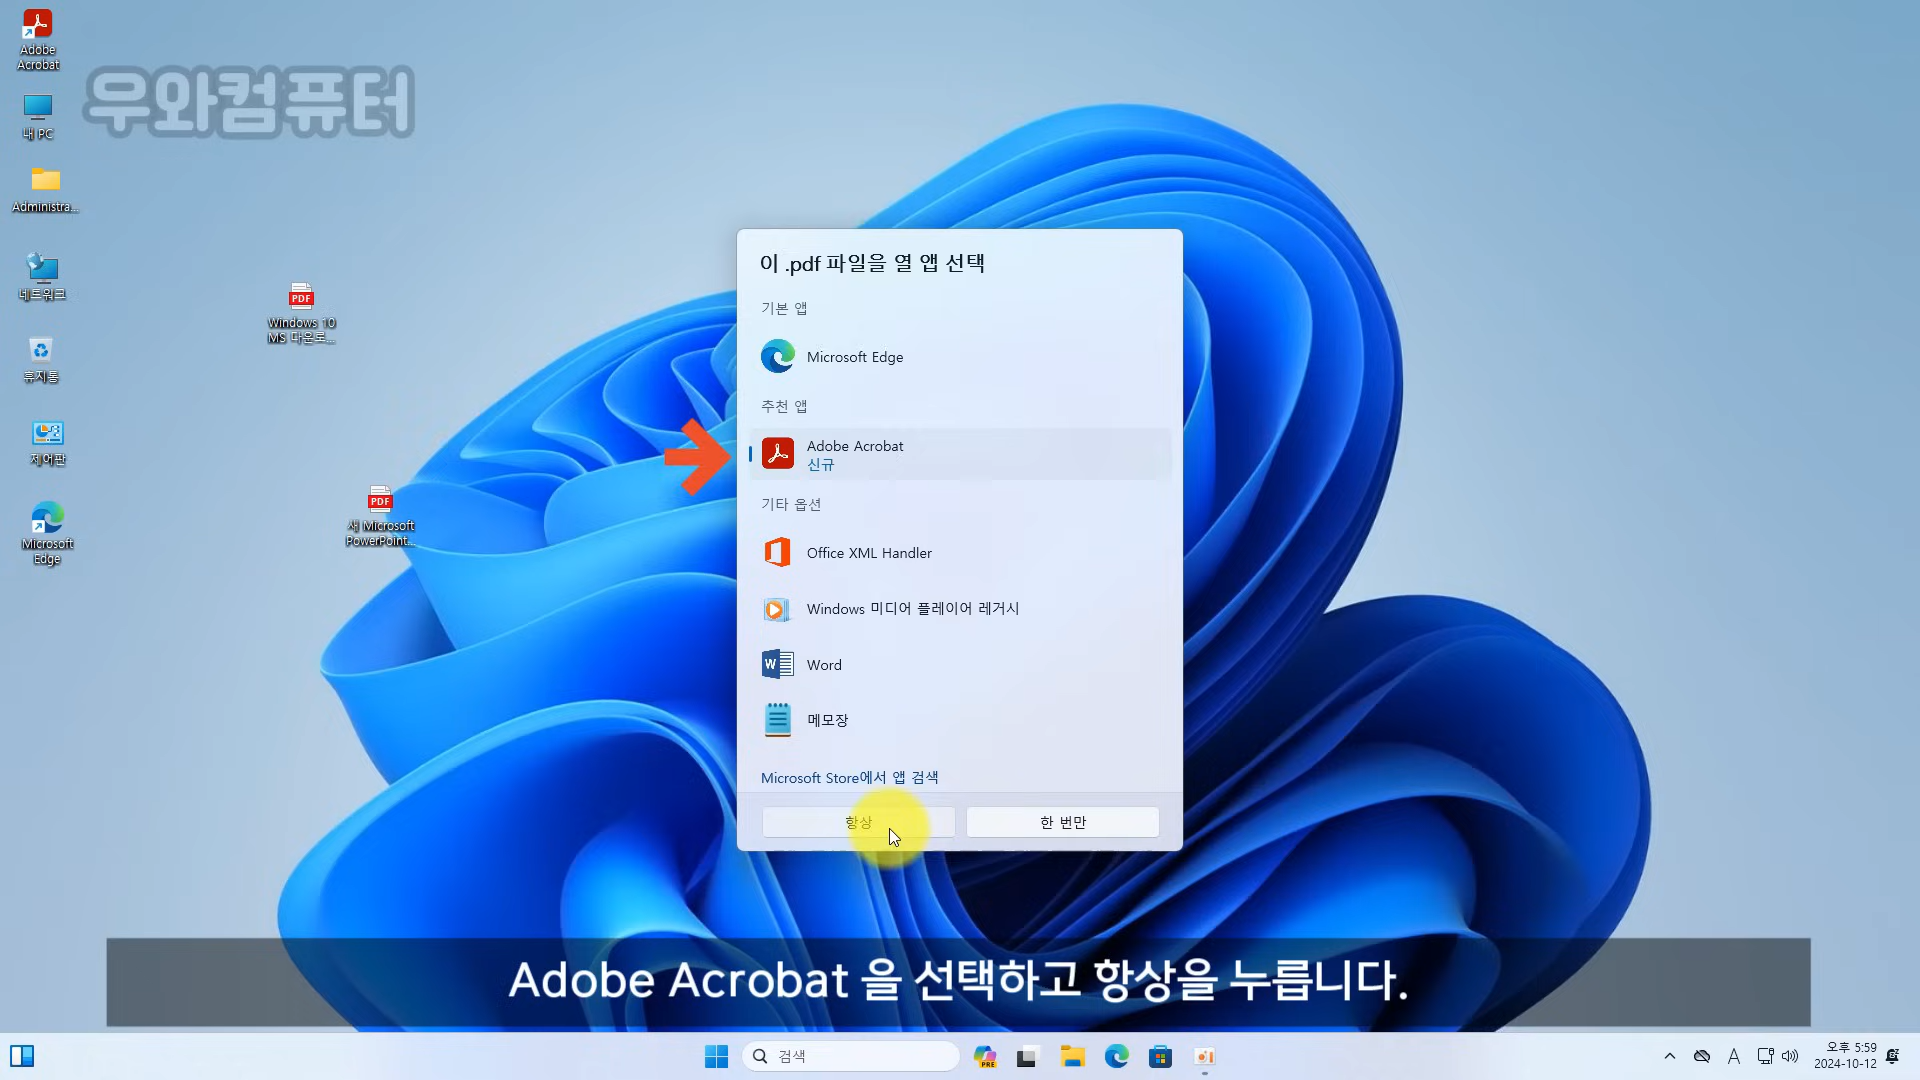 Adobe
Acrobat
우와컴퓨터
내 PC
Administra...
네트워크
휴지통
제어판
Microsoft
Edge
PDF
Windows 10
MS 다운로...
PDF
새 Microsoft
PowerPoint...
이 .pdf 파일을 열 앱 선택
기본 앱
Microsoft Edge
추천 앱
Adobe Acrobat
신규
기타 옵션
Office XML Handler
Windows 미디어 플레이어 레거시
W
Word
메모장
Microsoft Store에서 앱 검색
항상
한 번만
Adobe Acrobat 을 선택하고 항상을 누릅니다.
검색
PRE
A
오후 5:59
2024-10-12